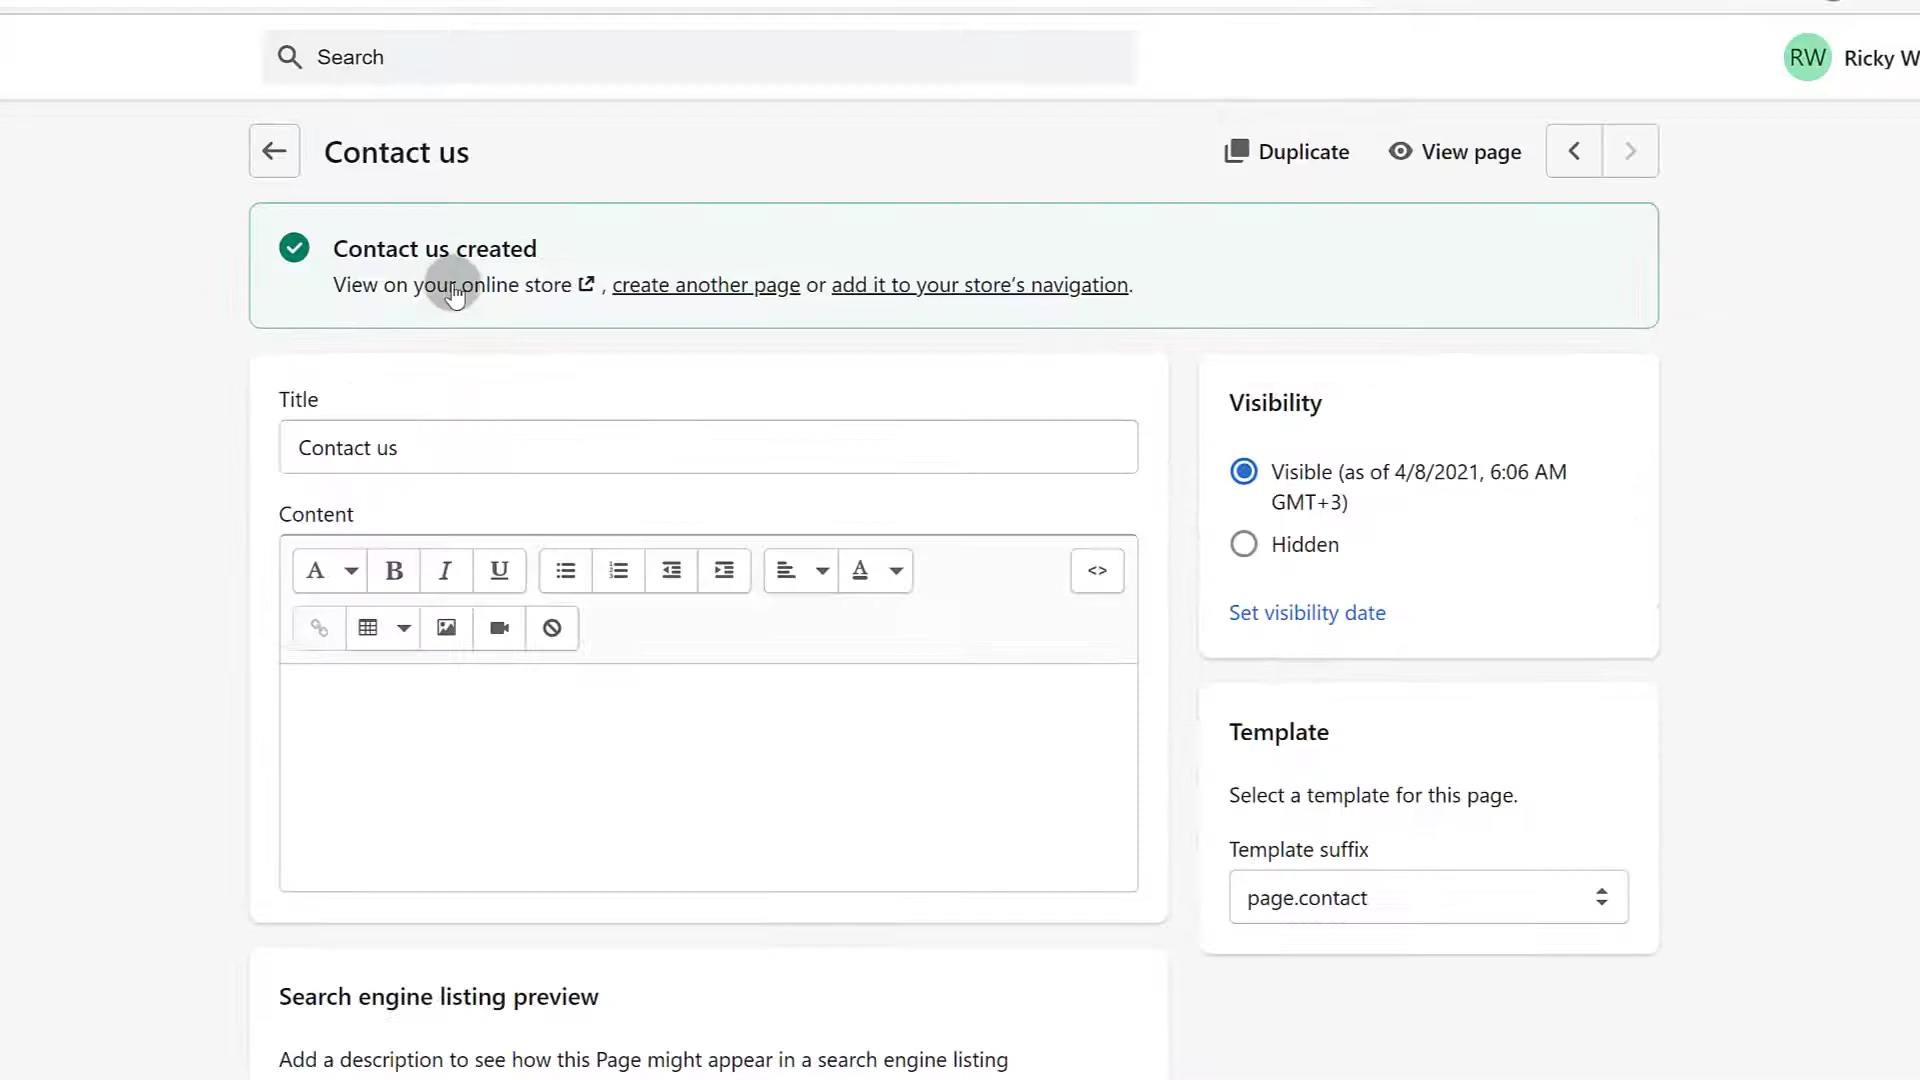 Search
RW Ricky W
Contact us
Duplicate
View page
Contact us created
View on your online store , create another page or add it to your store's navigation.
Title
Contact us
Content
A B I U A <>
Visibility
Visible (as of 4/8/2021, 6:06 AM
GMT+3)
Hidden
Set visibility date
Template
Select a template for this page.
Template suffix
page.contact
Search engine listing preview
Add a description to see how this Page might appear in a search engine listing